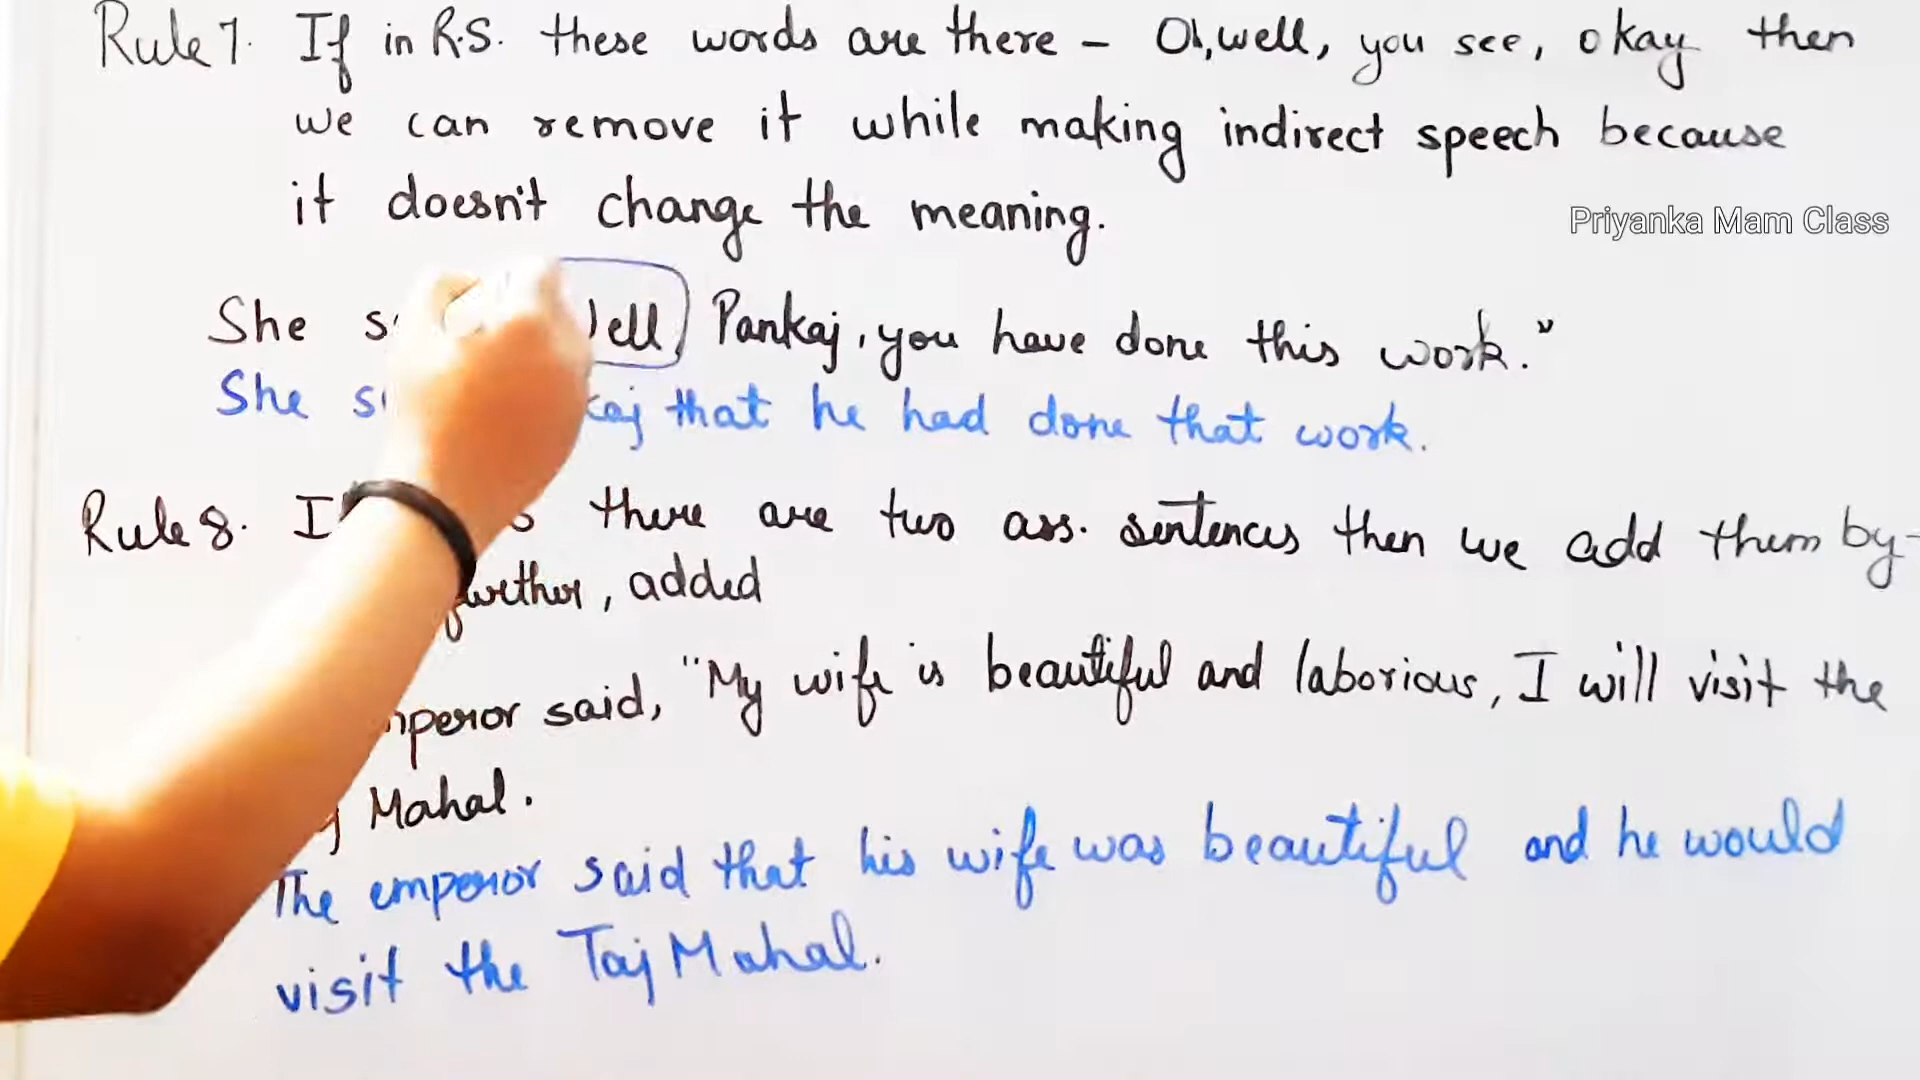 Rule 7. If in R.S. these words are there - Oh, well, you see, okay then
we can remove it while making indirect speech because
it doesn't change the meaning.
Priyanka Mam Class
She Pankaj, you have done this work."
She that he had done that work.
Rule 8. there are two ass. sentences then we add them by-
further, added
said, "My wife is beautiful and laborious, I will visit the
Mahal.
The emperor said that his wife was beautiful and he would
visit the Taj Mahal.